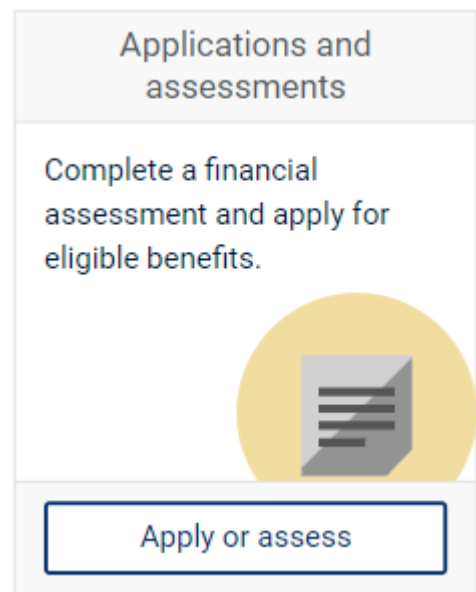 Applications and
assessments
Complete a financial
assessment and apply for
eligible benefits.
Apply or assess